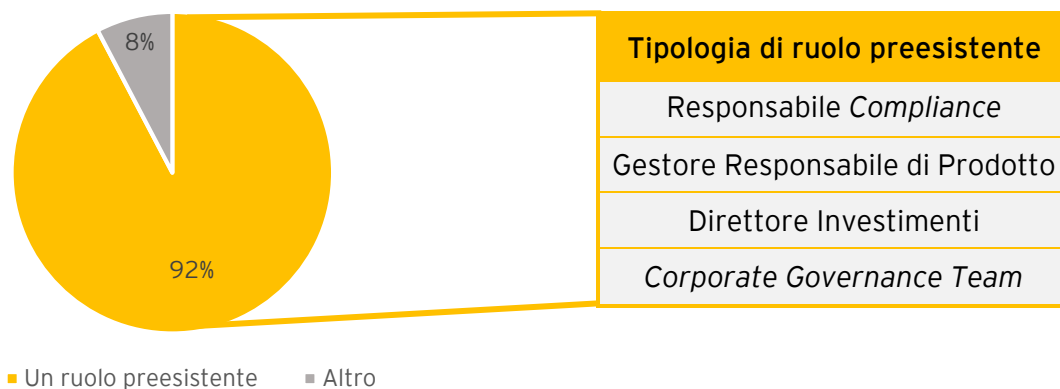 8%
92%
Tipologia di ruolo preesistente
Responsabile Compliance
Gestore Responsabile di Prodotto
Direttore Investimenti
Corporate Governance Team
Un ruolo preesistente
Altro